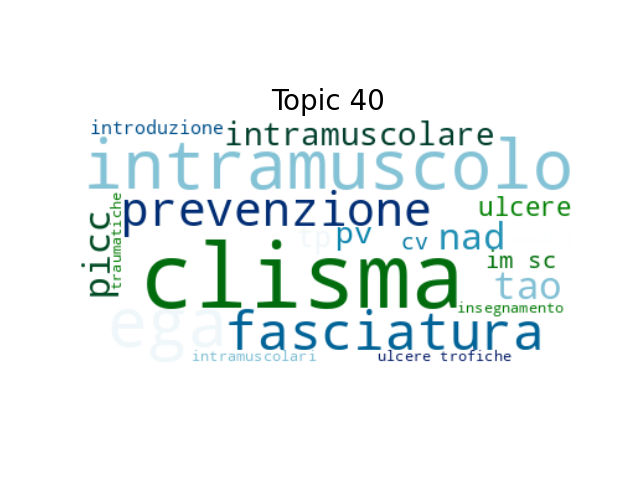 Topic 40
introduzione
intramuscolare
intramuscolo
traumatiche
prevenzione
ulcere
picc
tp
pv
cv
nad
clisma
im sc
tao
ega
fasciatura
insegnamento
intramuscolari
ulcere trofiche